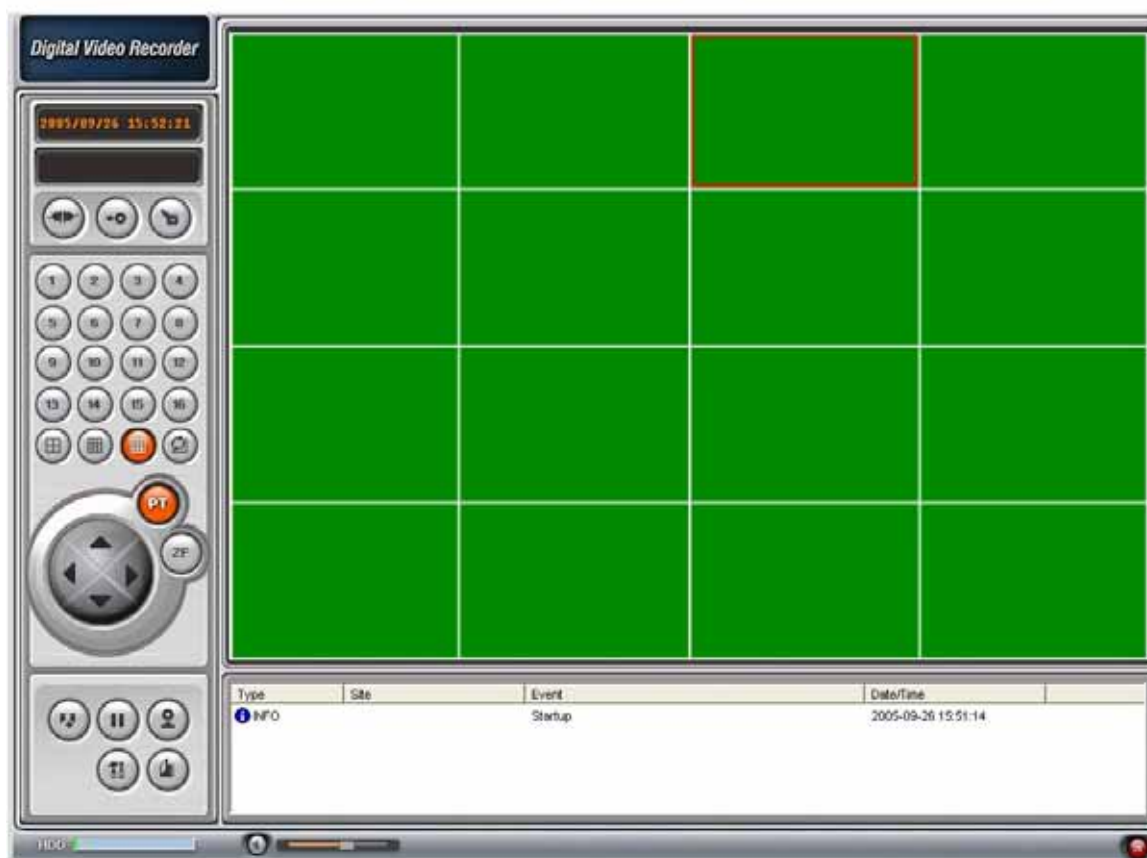 Digital Video Recorder
2005/09/26 15:52:21
1 2 3 4
5 6 7 8
9 10 11 12
13 14 15 16
PT
ZF
Type Site Event Date/Time
INFO Startup 2005-09-26 15:51:14
HDD